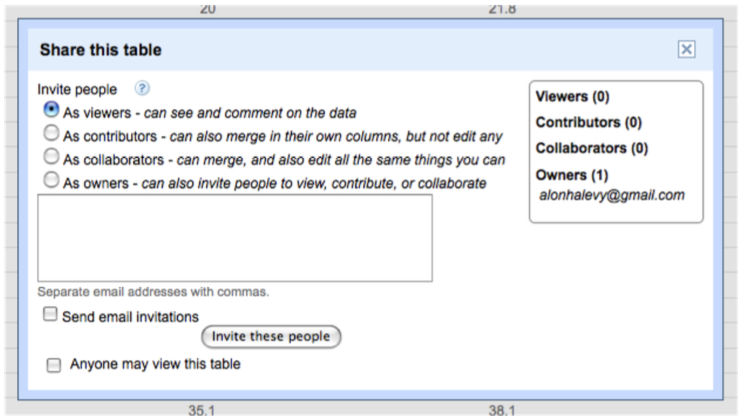 20 21.8
Share this table
Invite people ?
As viewers - can see and comment on the data
As contributors - can also merge in their own columns, but not edit any
As collaborators - can merge, and also edit all the same things you can
As owners - can also invite people to view, contribute, or collaborate
Separate email addresses with commas.
Send email invitations
Invite these people
Anyone may view this table
Viewers (0)
Contributors (0)
Collaborators (0)
Owners (1)
alonhalevy@gmail.com
35.1 38.1